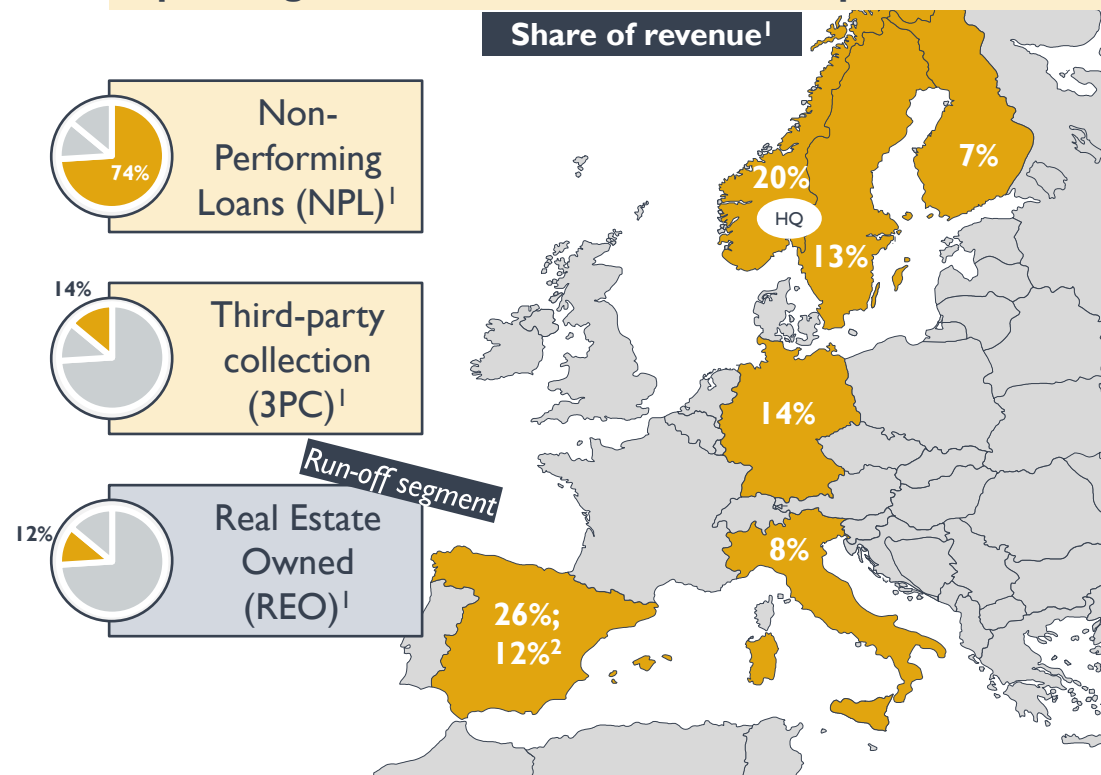 Share of revenue¹
Non-
Performing
Loans (NPL)¹
74%
14%
Third-party
collection
(3PC)¹
Run-off segment
12%
Real Estate
Owned
(REO)¹
20%
HQ
13%
7%
14%
8%
26%;
12%²